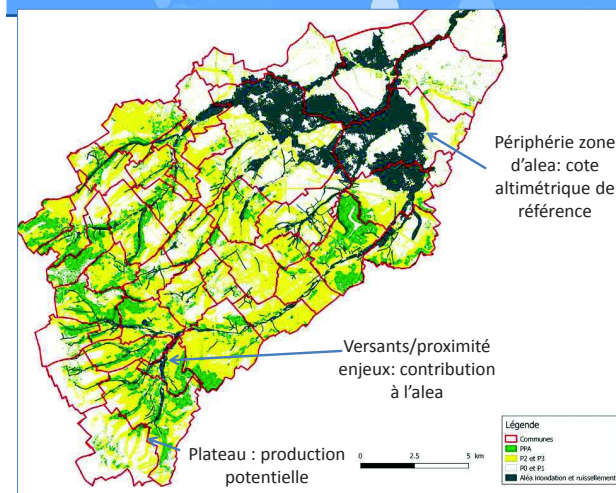 Périphérie zone
d'alea: cote
altimétrique de
référence
Versants/proximité
enjeux: contribution
à l'alea
Plateau : production
potentielle
0 2.5 5 km
Légende
Communes
PPA
P2 et P3
P0 et P1
Aléa inondation et ruissellement